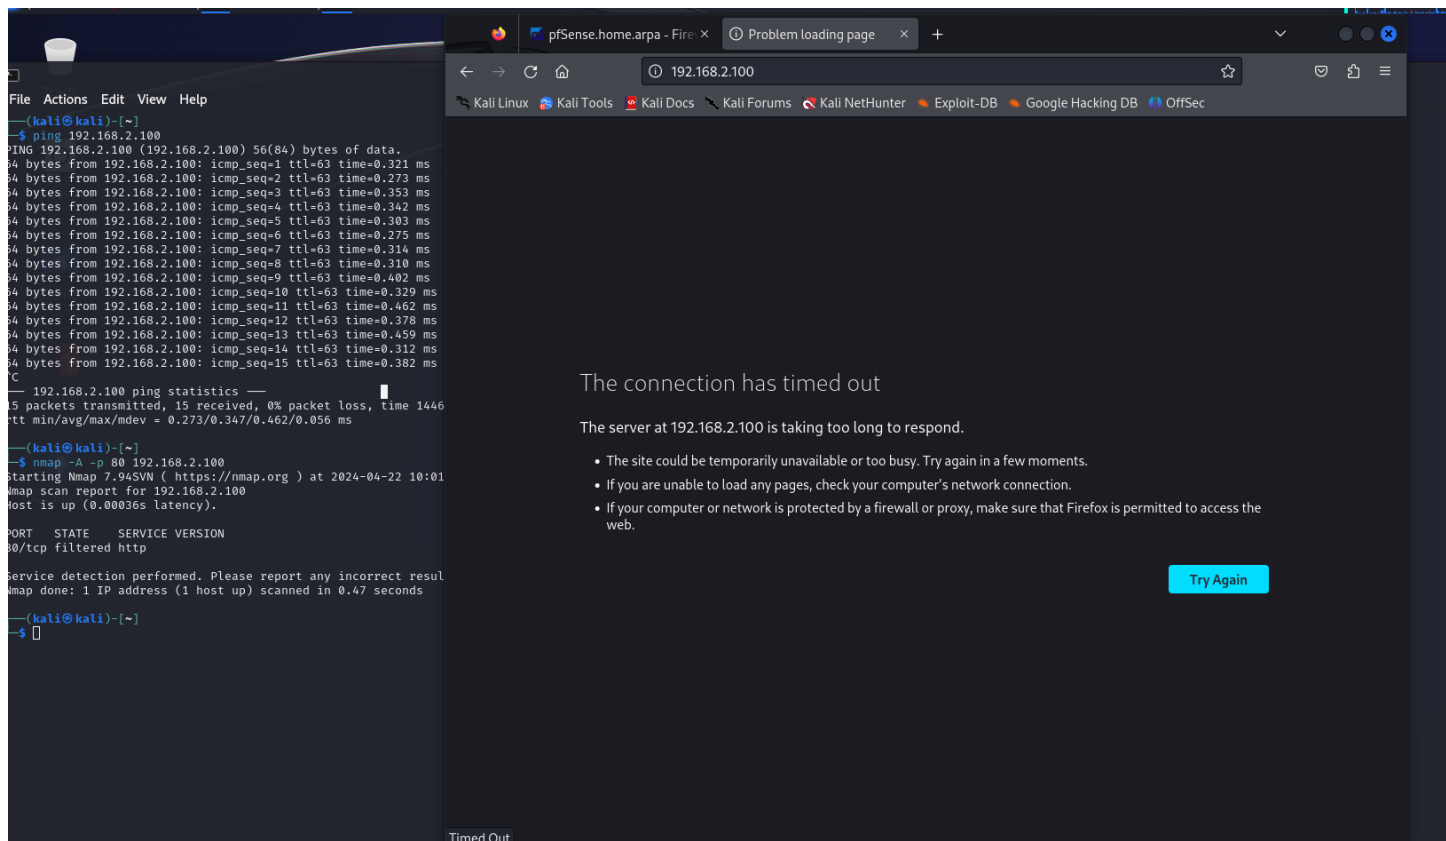 File Actions Edit View Help
(kali㉿kali)-[~]
$ ping 192.168.2.100
PING 192.168.2.100 (192.168.2.100) 56(84) bytes of data.
64 bytes from 192.168.2.100: icmp_seq=1 ttl=63 time=0.321 ms
64 bytes from 192.168.2.100: icmp_seq=2 ttl=63 time=0.273 ms
64 bytes from 192.168.2.100: icmp_seq=3 ttl=63 time=0.353 ms
64 bytes from 192.168.2.100: icmp_seq=4 ttl=63 time=0.342 ms
64 bytes from 192.168.2.100: icmp_seq=5 ttl=63 time=0.303 ms
64 bytes from 192.168.2.100: icmp_seq=6 ttl=63 time=0.275 ms
64 bytes from 192.168.2.100: icmp_seq=7 ttl=63 time=0.314 ms
64 bytes from 192.168.2.100: icmp_seq=8 ttl=63 time=0.310 ms
64 bytes from 192.168.2.100: icmp_seq=9 ttl=63 time=0.402 ms
64 bytes from 192.168.2.100: icmp_seq=10 ttl=63 time=0.329 ms
64 bytes from 192.168.2.100: icmp_seq=11 ttl=63 time=0.462 ms
64 bytes from 192.168.2.100: icmp_seq=12 ttl=63 time=0.378 ms
64 bytes from 192.168.2.100: icmp_seq=13 ttl=63 time=0.459 ms
64 bytes from 192.168.2.100: icmp_seq=14 ttl=63 time=0.312 ms
64 bytes from 192.168.2.100: icmp_seq=15 ttl=63 time=0.382 ms
^C
— 192.168.2.100 ping statistics —
15 packets transmitted, 15 received, 0% packet loss, time 1446
rtt min/avg/max/mdev = 0.273/0.347/0.462/0.056 ms
(kali㉿kali)-[~]
$ nmap -A -p 80 192.168.2.100
Starting Nmap 7.94SVN ( https://nmap.org ) at 2024-04-22 10:01
Nmap scan report for 192.168.2.100
Host is up (0.00036s latency).
PORT STATE SERVICE VERSION
80/tcp filtered http
Service detection performed. Please report any incorrect resul
Nmap done: 1 IP address (1 host up) scanned in 0.47 seconds
(kali㉿kali)-[~]
$
pfSense.home.arpa - Fire
Problem loading page
192.168.2.100
Kali Linux Kali Tools Kali Docs Kali Forums Kali NetHunter Exploit-DB Google Hacking DB OffSec
The connection has timed out
The server at 192.168.2.100 is taking too long to respond.
• The site could be temporarily unavailable or too busy. Try again in a few moments.
• If you are unable to load any pages, check your computer's network connection.
• If your computer or network is protected by a firewall or proxy, make sure that Firefox is permitted to access the
web.
Try Again
Timed Out